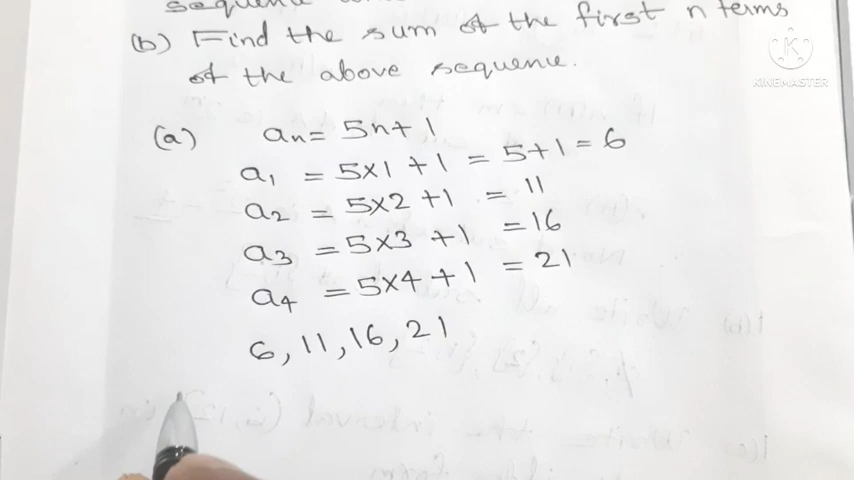 sequence
(b) Find the sum of the first n terms
of the above sequence.
KINEMASTER
(a) an = 5n+1
a1 = 5×1 +1 = 5+1 = 6
a2 = 5×2 +1 = 11
a3 = 5×3 +1 = 16
a4 = 5×4 +1 = 21
6, 11, 16, 21